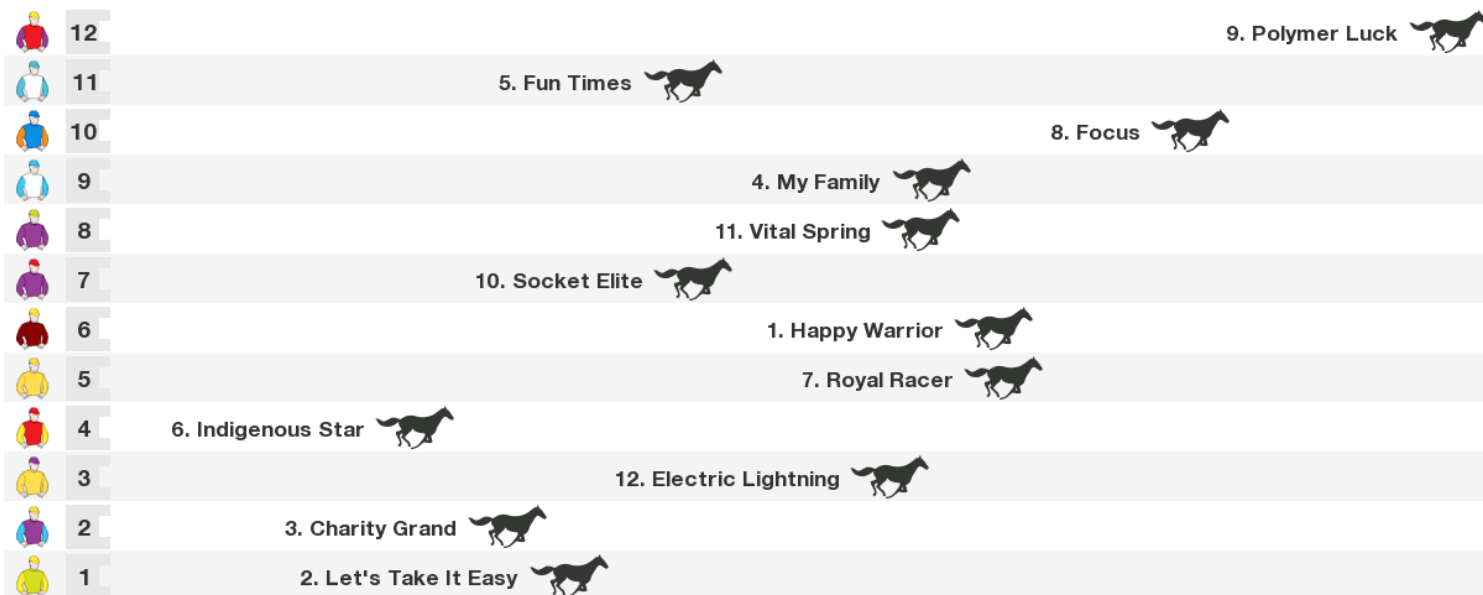 12 9. Polymer Luck
11 5. Fun Times
10 8. Focus
9 4. My Family
8 11. Vital Spring
7 10. Socket Elite
6 1. Happy Warrior
5 7. Royal Racer
4 6. Indigenous Star
3 12. Electric Lightning
2 3. Charity Grand
1 2. Let's Take It Easy